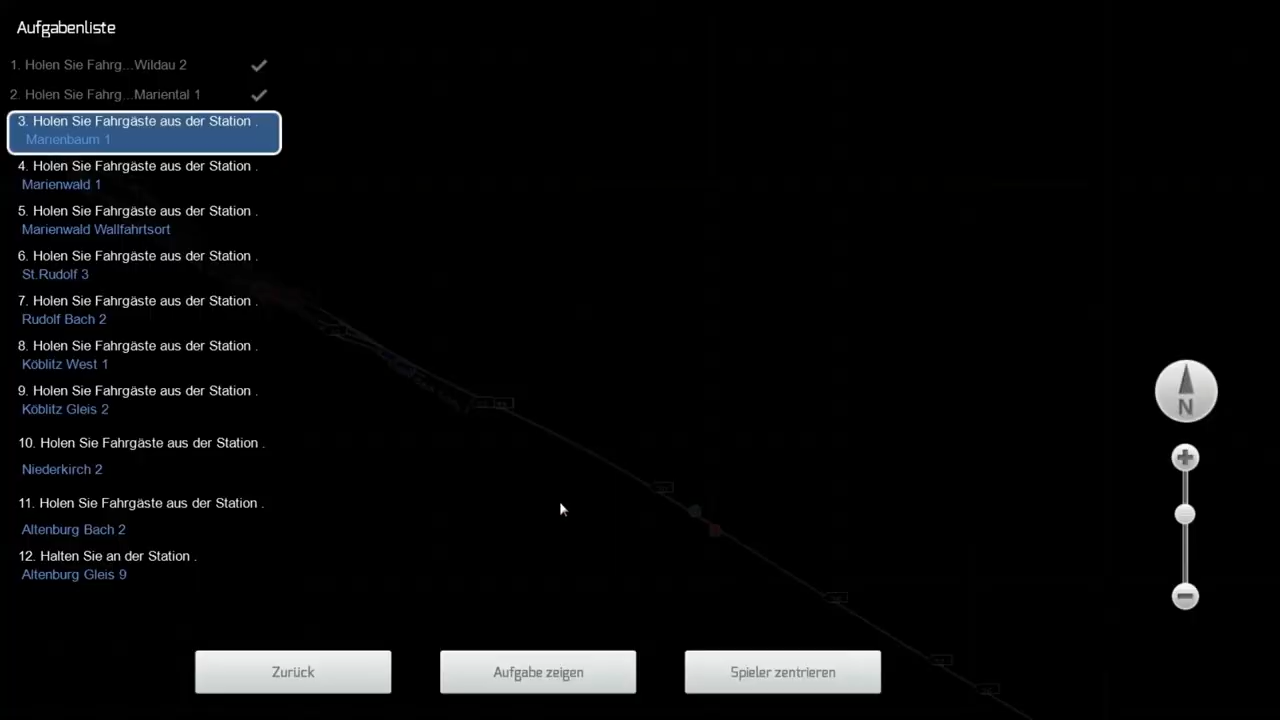 Aufgabenliste
1. Holen Sie Fahrg...Wildau 2
2. Holen Sie Fahrg...Mariental 1
3. Holen Sie Fahrgäste aus der Station .
Marienbaum 1
4. Holen Sie Fahrgäste aus der Station .
Marienwald 1
5. Holen Sie Fahrgäste aus der Station .
Marienwald Wallfahrtsort
6. Holen Sie Fahrgäste aus der Station .
St.Rudolf 3
7. Holen Sie Fahrgäste aus der Station .
Rudolf Bach 2
8. Holen Sie Fahrgäste aus der Station .
Köblitz West 1
9. Holen Sie Fahrgäste aus der Station .
Köblitz Gleis 2
10. Holen Sie Fahrgäste aus der Station .
Niederkirch 2
11. Holen Sie Fahrgäste aus der Station .
Altenburg Bach 2
12. Halten Sie an der Station .
Altenburg Gleis 9
N
Zurück
Aufgabe zeigen
Spieler zentrieren